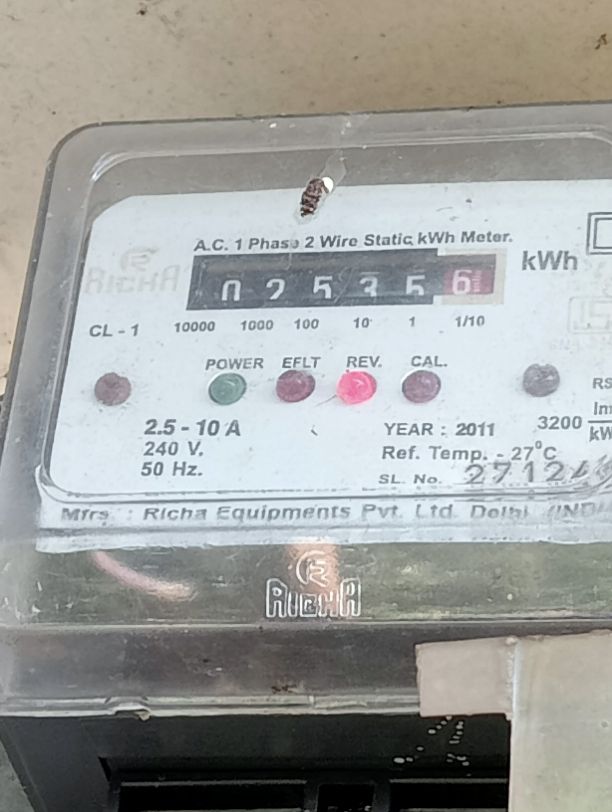 A.C. 1 Phase 2 Wire Static kWh Meter.
RICHA
0 2 5 3 5 6 kWh
CL - 1 10000 1000 100 10 1 1/10
POWER EFLT REV. CAL.
RS
2.5 - 10 A
240 V.
50 Hz.
YEAR : 2011 3200
Ref. Temp. - 27°C
SL. No.
Mfrs : Richa Equipments Pvt. Ltd. Delhi
RICHA